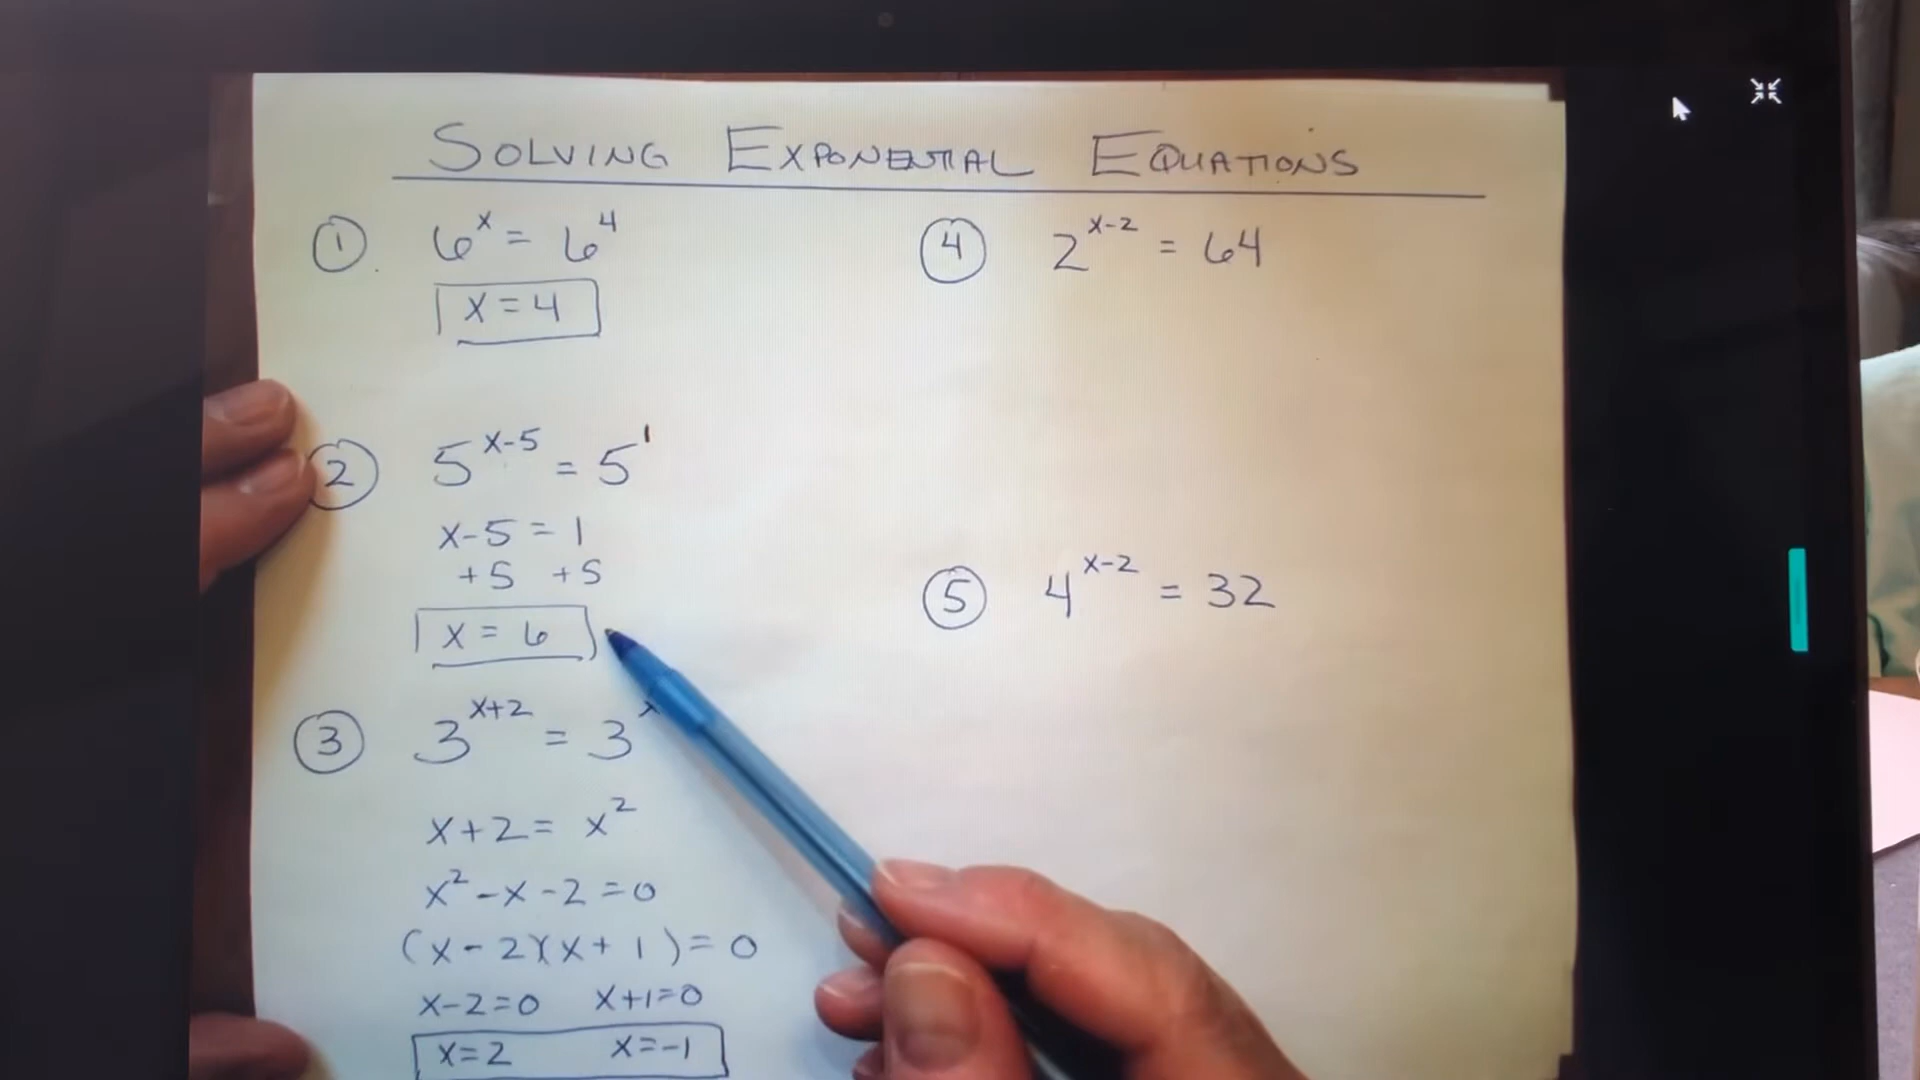 SOLVING EXPONENTIAL EQUATIONS
① 6^x = 6^4
x = 4
② 5^(x-5) = 5^1
x-5 = 1
+5 +5
x = 6
③ 3^(x+2) = 3^x
x+2 = x²
x²-x-2=0
(x-2)(x+1)=0
x-2=0 x+1=0
x=2 x=-1
④ 2^(x-2) = 64
⑤ 4^(x-2) = 32